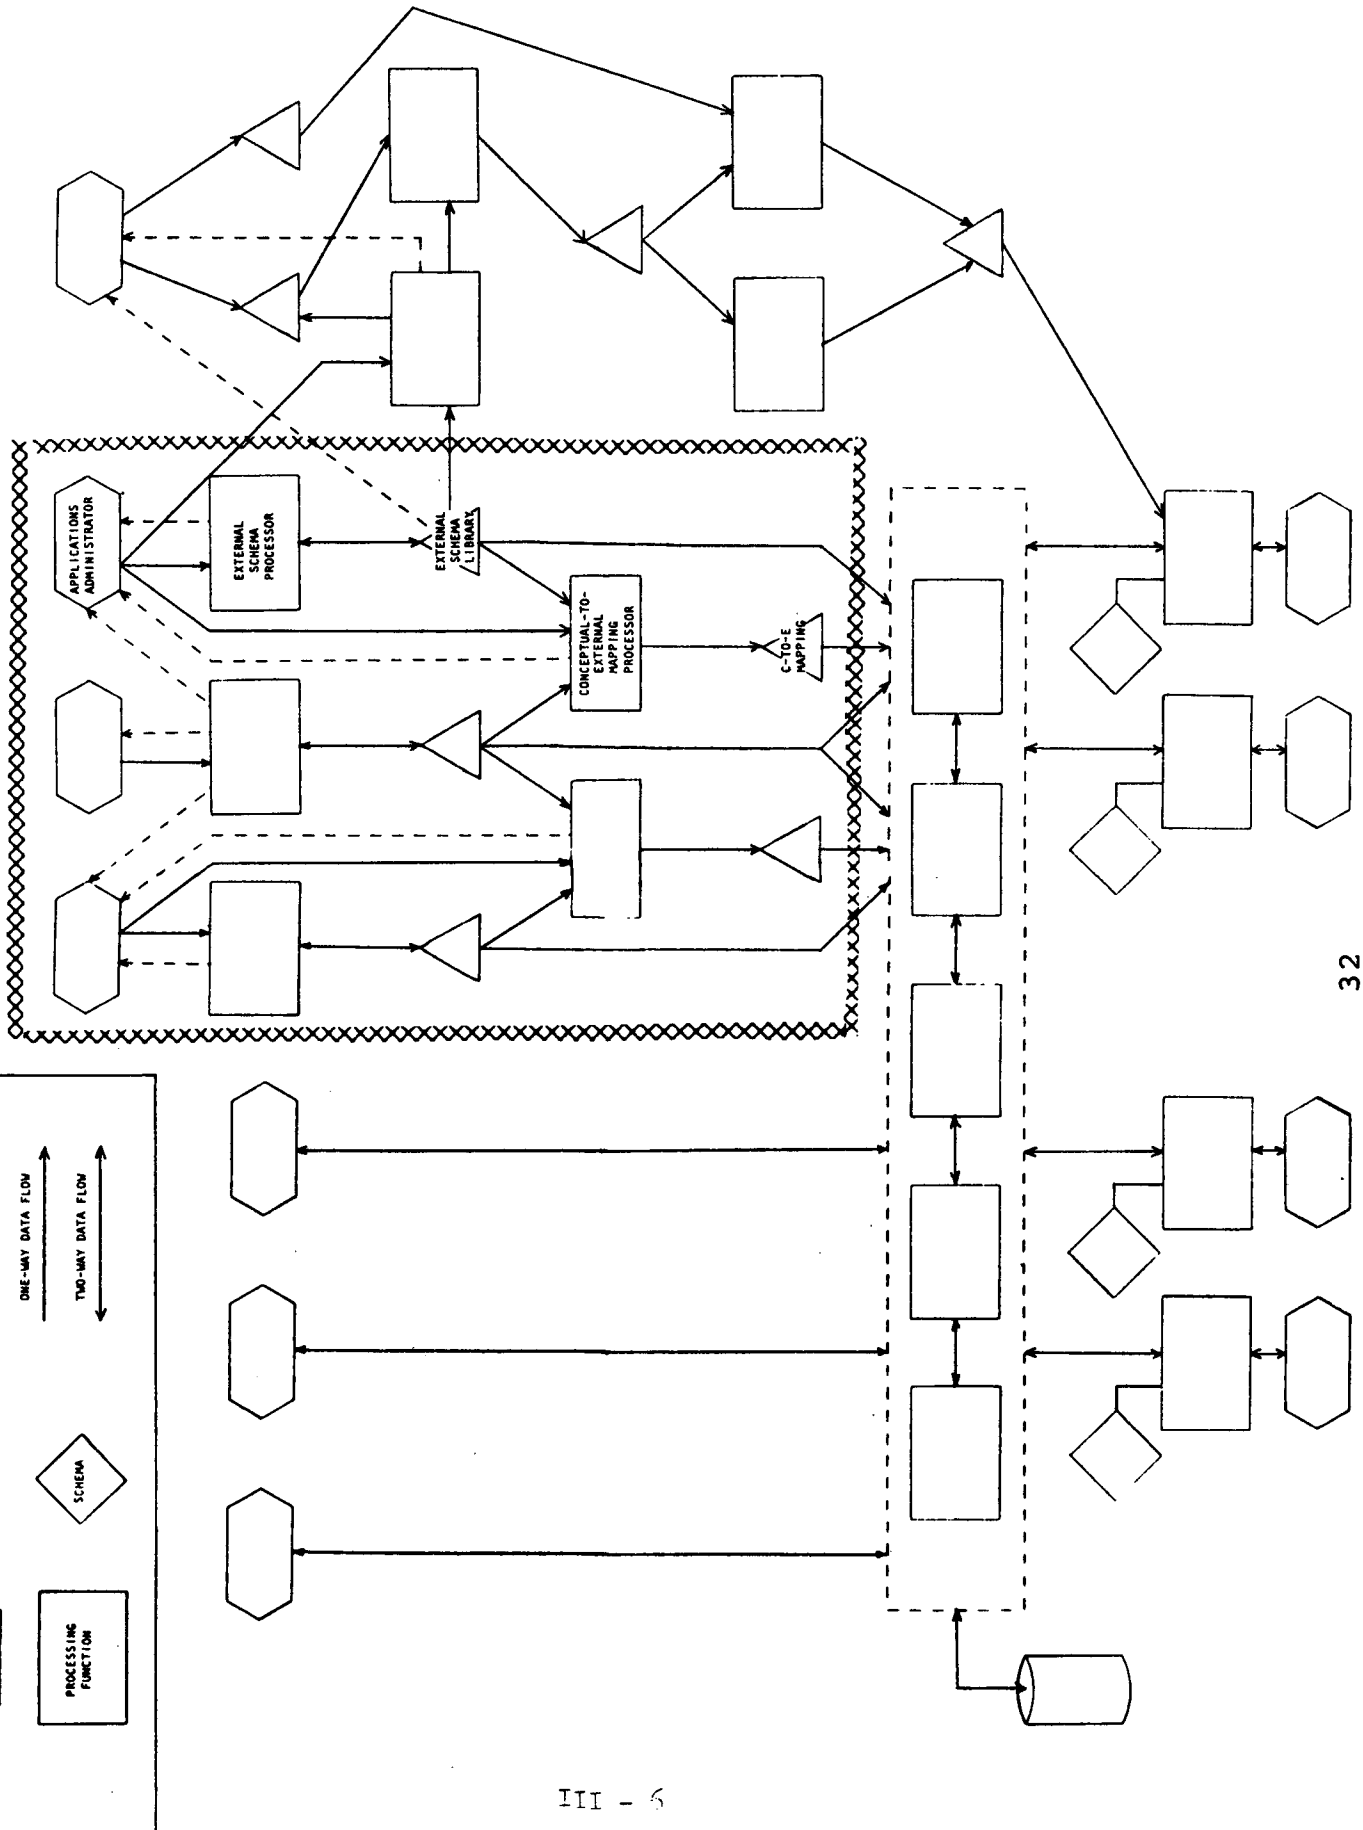 ONE-WAY DATA FLOW
TWO-WAY DATA FLOW
SCHEMA
PROCESSING
FUNCTION
APPLICATIONS
ADMINISTRATOR
EXTERNAL
SCHEMA
PROCESSOR
EXTERNAL
SCHEMA
LIBRARY
CONCEPTUAL-TO-
EXTERNAL
MAPPING
PROCESSOR
C-TO-E
MAPPING
32
III -